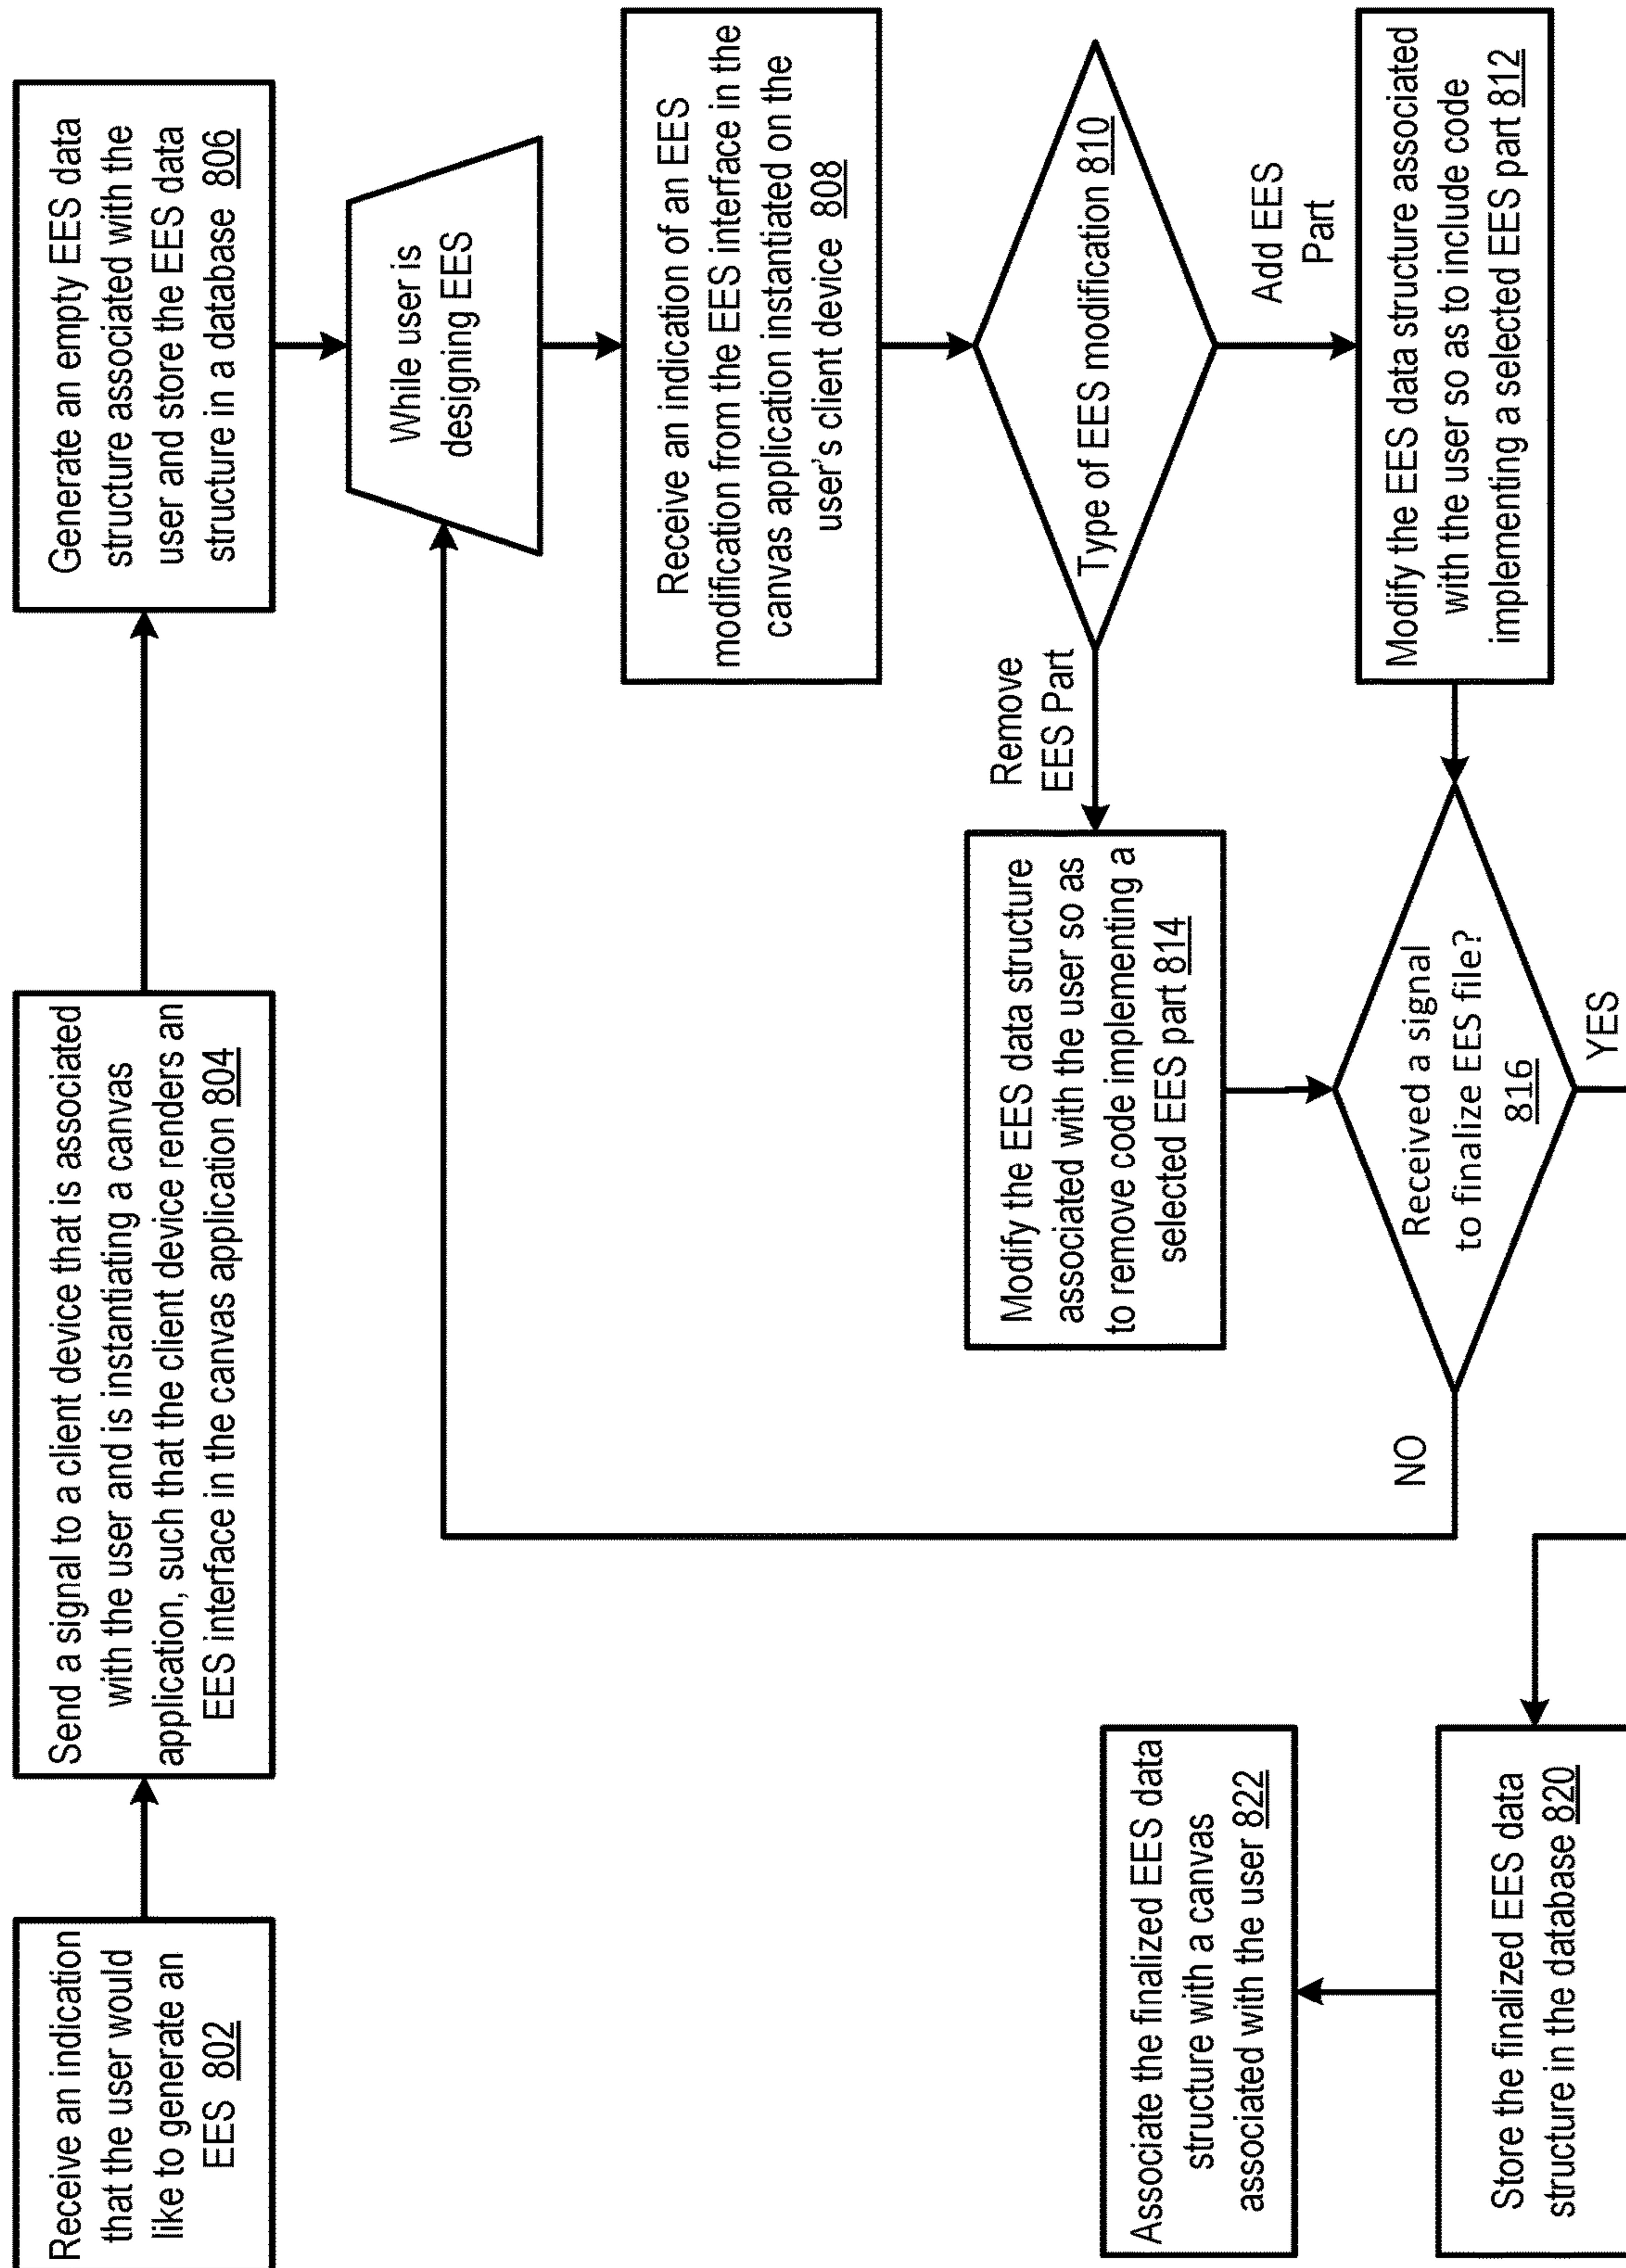 Receive an indication
that the user would
like to generate an
EES 802
Send a signal to a client device that is associated
with the user and is instantiating a canvas
application, such that the client device renders an
EES interface in the canvas application 804
Generate an empty EES data
structure associated with the
user and store the EES data
structure in a database 806
While user is
designing EES
Receive an indication of an EES
modification from the EES interface in the
canvas application instantiated on the
user's client device 808
Type of EES modification 810
Remove
EES Part
Add EES
Part
Modify the EES data structure
associated with the user so as
to remove code implementing a
selected EES part 814
Modify the EES data structure associated
with the user so as to include code
implementing a selected EES part 812
Received a signal
to finalize EES file?
816
NO
YES
Store the finalized EES data
structure in the database 820
Associate the finalized EES data
structure with a canvas
associated with the user 822